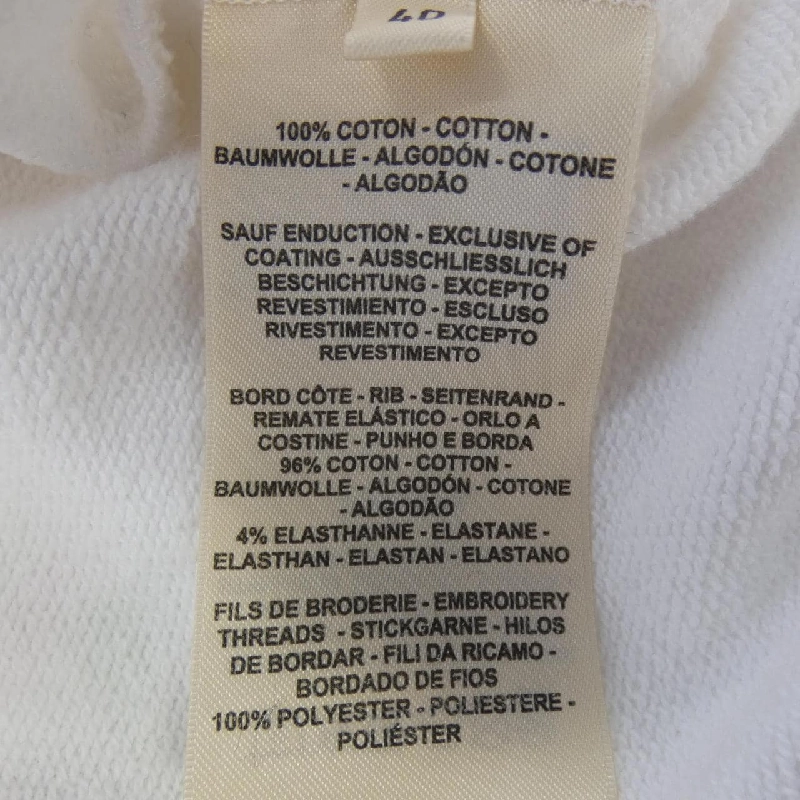 100% COTON - COTTON -
BAUMWOLLE - ALGODÓN - COTONE
- ALGODÃO
SAUF ENDUCTION - EXCLUSIVE OF
COATING - AUSSCHLIESSLICH
BESCHICHTUNG - EXCEPTO
REVESTIMIENTO - ESCLUSO
RIVESTIMENTO - EXCEPTO
REVESTIMENTO
BORD CÔTE - RIB - SEITENRAND -
REMATE ELÁSTICO - ORLO A
COSTINE - PUNHO E BORDA
96% COTON - COTTON -
BAUMWOLLE - ALGODÓN - COTONE
- ALGODÃO
4% ELASTHANNE - ELASTANE -
ELASTHAN - ELASTAN - ELASTANO
FILS DE BRODERIE - EMBROIDERY
THREADS - STICKGARNE - HILOS
DE BORDAR - FILI DA RICAMO -
BORDADO DE FIOS
100% POLYESTER - POLIESTERE -
POLIÉSTER